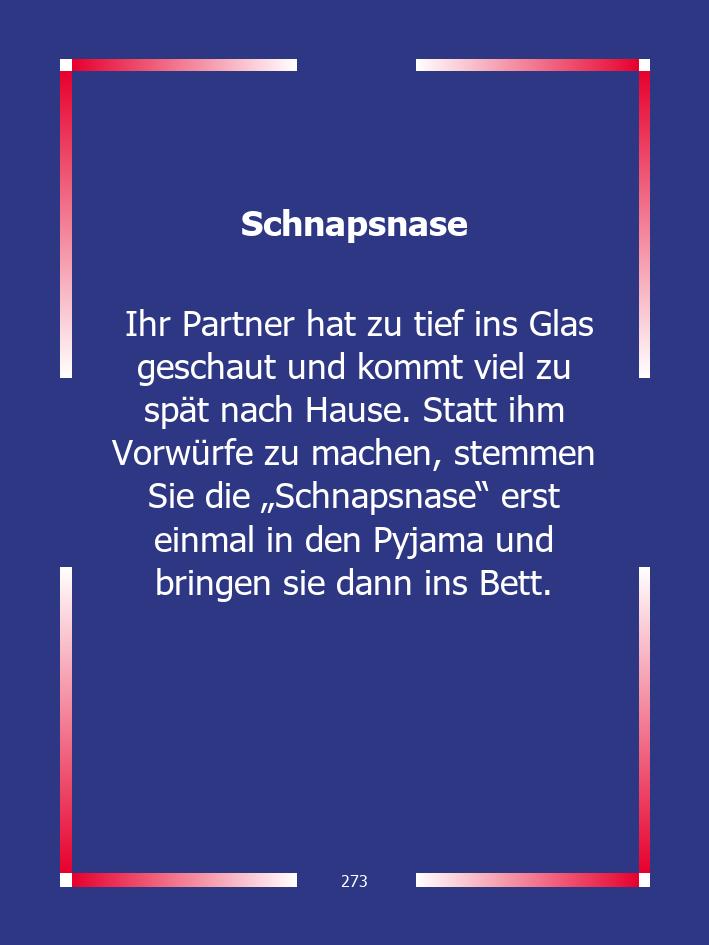 Schnapsnase
Ihr Partner hat zu tief ins Glas
geschaut und kommt viel zu
spät nach Hause. Statt ihm
Vorwürfe zu machen, stemmen
Sie die „Schnapsnase“ erst
einmal in den Pyjama und
bringen sie dann ins Bett.
273